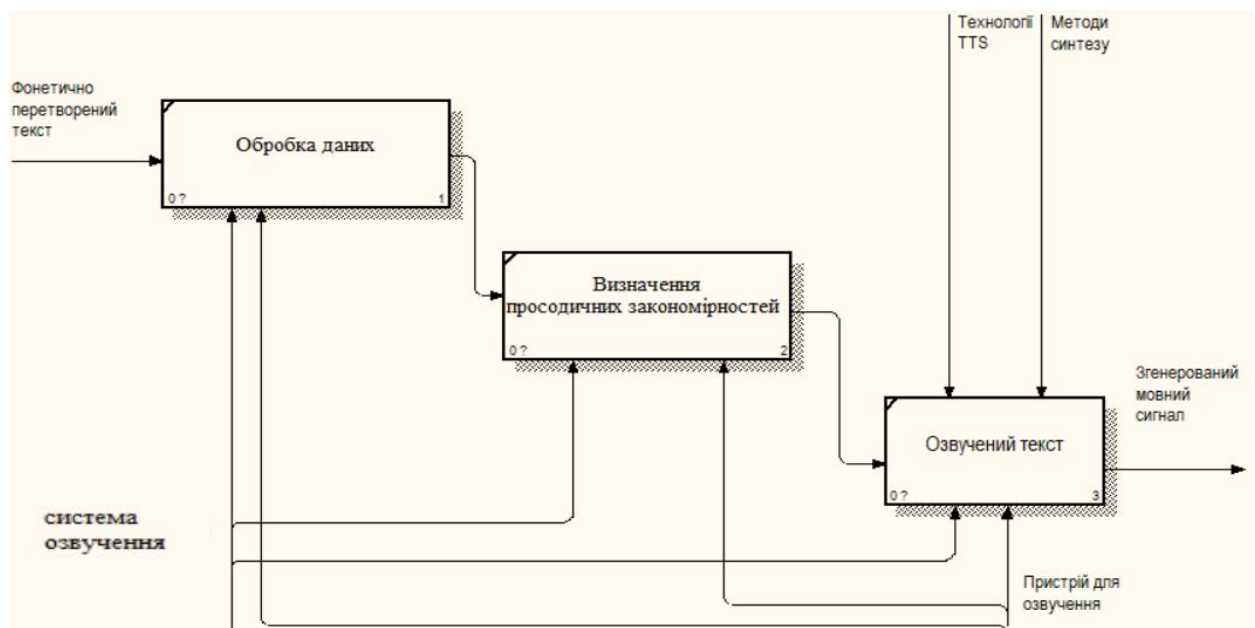 Технології
TTS
Методи
синтезу
Фонетично
перетворений
текст
Обробка даних
0 ?
1
Визначення
просодичних закономірностей
0 ?
2
Згенерований
мовний
сигнал
Озвучений текст
0 ?
3
система
озвучення
Пристрій для
озвучення